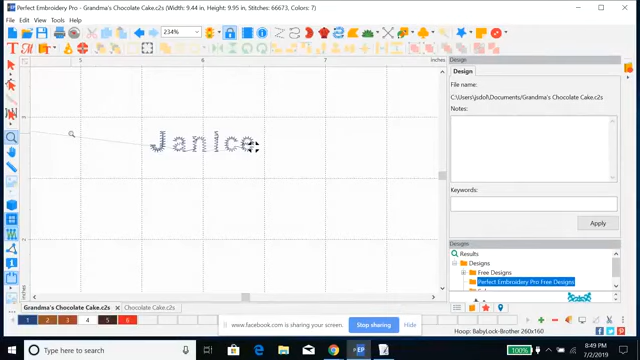 Perfect Embroidery Pro - Grandma's Chocolate Cake.c2s (Width: 9.44 in, Height: 9.95 in, Stitches: 66673, Colors: 7)
Edit View Tools Help
234%
5 6 7 inches
Janice
2
inches
Design
Design
File name:
C:\Users\jsdof\Documents\Grandma's Chocolate Cake.c2s
Notes:
Keywords:
Apply
Design
Results
Designs
Free Designs
Perfect Embroidery Pro Free Designs
Grandma's Chocolate Cake.c2s Chocolate Cake.c2s
1 2 3 4 5 6
www.facebook.com is sharing your screen. Stop sharing Hide
Hoop: BabyLock-Brother 260x160
Type here to search
8:49 PM
7/2/2019